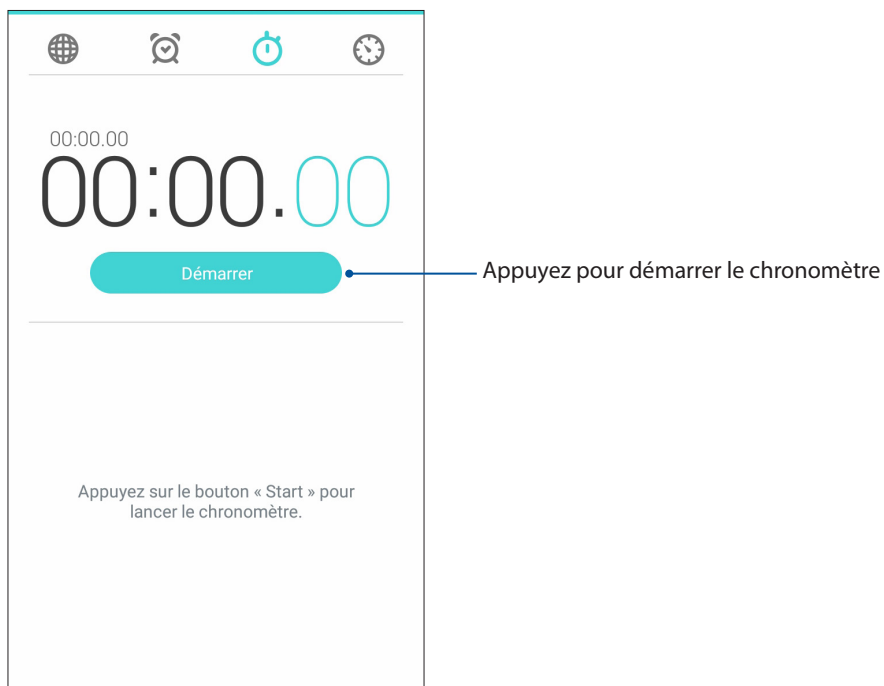 00:00.00
00:00.00
Démarrer
Appuyez pour démarrer le chronomètre
Appuyez sur le bouton « Start » pour
lancer le chronomètre.